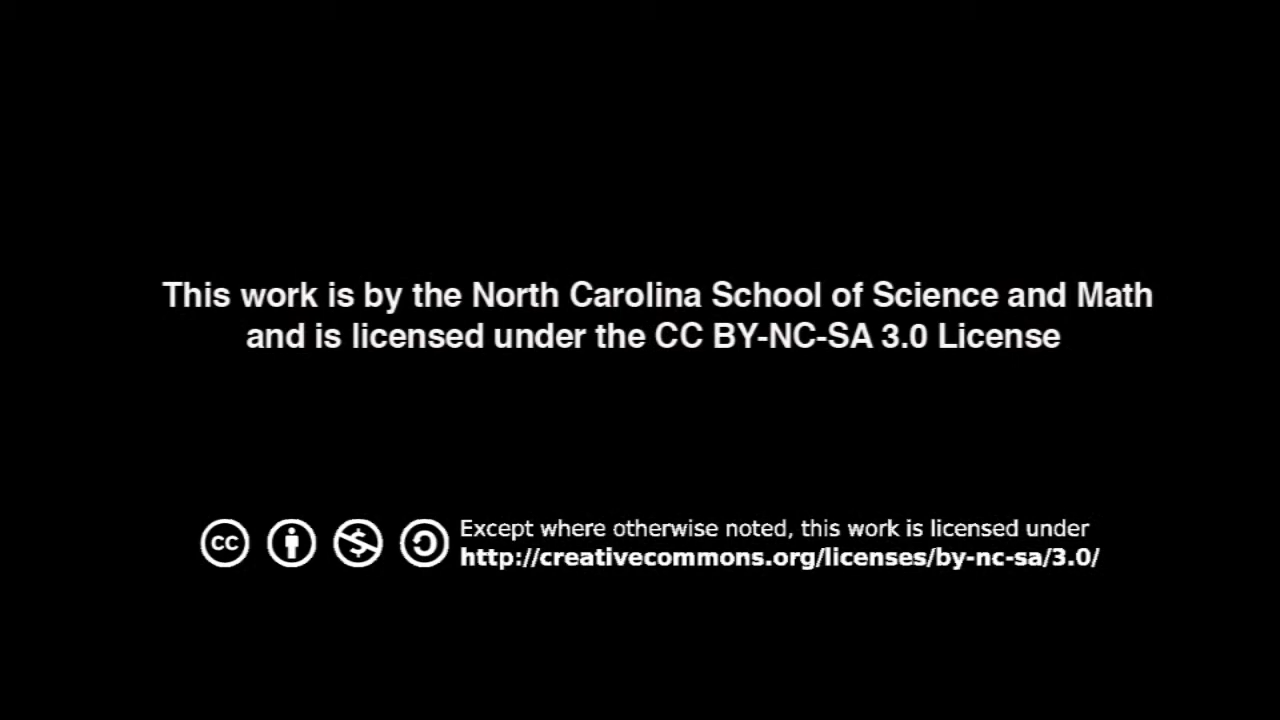 This work is by the North Carolina School of Science and Math
and is licensed under the CC BY-NC-SA 3.0 License
cc
Except where otherwise noted, this work is licensed under
http://creativecommons.org/licenses/by-nc-sa/3.0/